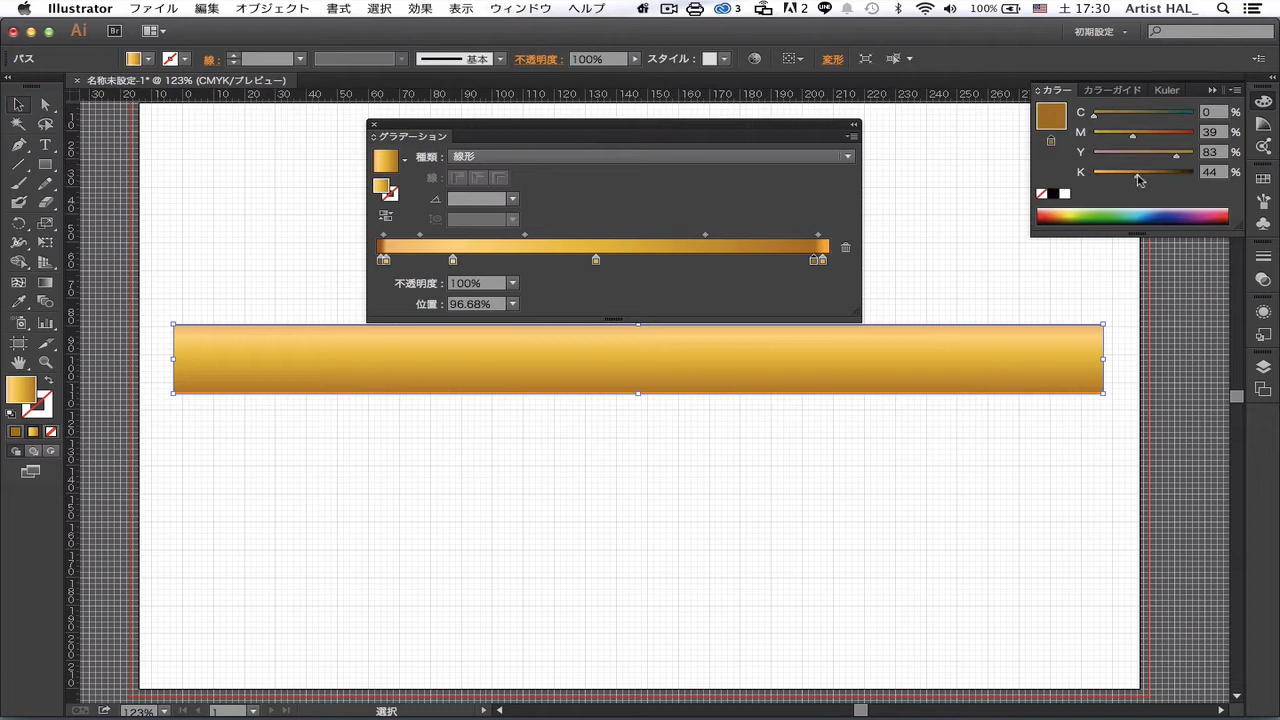 Illustrator ファイル 編集 オブジェクト 書式 選択 効果 表示 ウィンドウ ヘルプ 3 A 2 100% 土 17:30 Artist HAL_
Ai Br 初期設定
パス 線： 基本 不透明度： 100% スタイル： 変形
× 名称未設定-1* @ 123% (CMYK/プレビュー)
30 20 10 0 10 20 30 40 50 60 70 80 90 100 110 120 130 140 150 160 170 180 190 200 210 220 230 240 250 260 270
カラー カラーガイド Kuler
C 0 %
M 39 %
Y 83 %
K 44 %
グラデーション
種類： 線形
線：
不透明度： 100%
位置： 96.68%
123% 1 選択